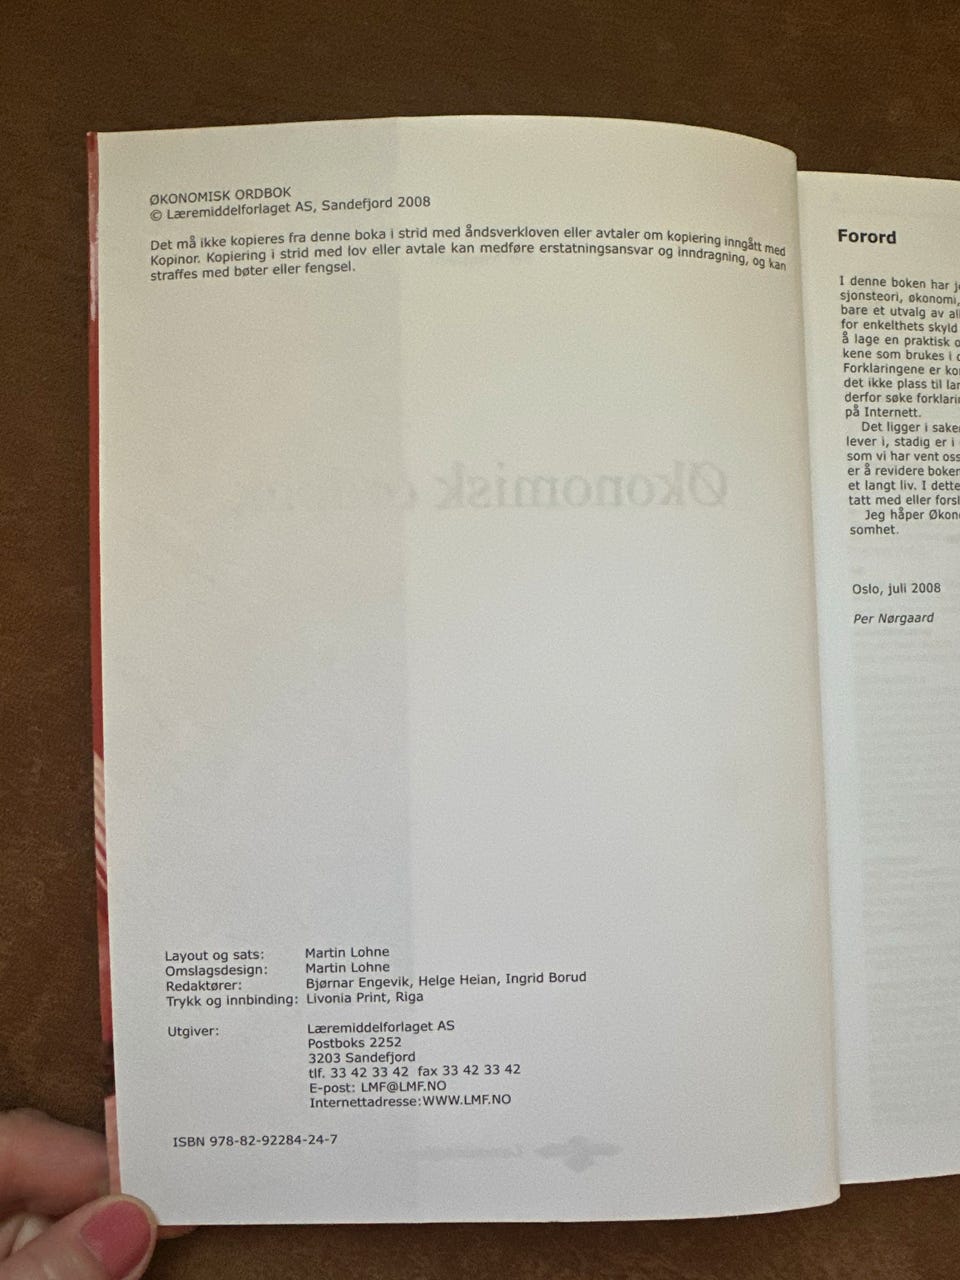 ØKONOMISK ORDBOK
© Læremiddelforlaget AS, Sandefjord 2008
Det må ikke kopieres fra denne boka i strid med åndsverkloven eller avtaler om kopiering inngått med
Kopinor. Kopiering i strid med lov eller avtale kan medføre erstatningsansvar og inndragning, og kan
straffes med bøter eller fengsel.
Økonomisk
Layout og sats: Martin Lohne
Omslagsdesign: Martin Lohne
Redaktører: Bjørnar Engevik, Helge Heian, Ingrid Borud
Trykk og innbinding: Livonia Print, Riga
Utgiver: Læremiddelforlaget AS
Postboks 2252
3203 Sandefjord
tlf. 33 42 33 42 fax 33 42 33 42
E-post: LMF@LMF.NO
Internettadresse:WWW.LMF.NO
ISBN 978-82-92284-24-7
Forord
I denne boken har
sjonsteori, økonomi,
bare et utvalg av
for enkelthets skyld
å lage en praktisk
kene som brukes i
Forklaringene er
det ikke plass til
derfor søke
på Internett.
Det ligger i
lever i, stadig er i
som vi har vent oss
er å revidere
et langt liv. I dette
tatt med eller
Jeg håper
somhet.
Oslo, juli 2008
Per Nørgaard